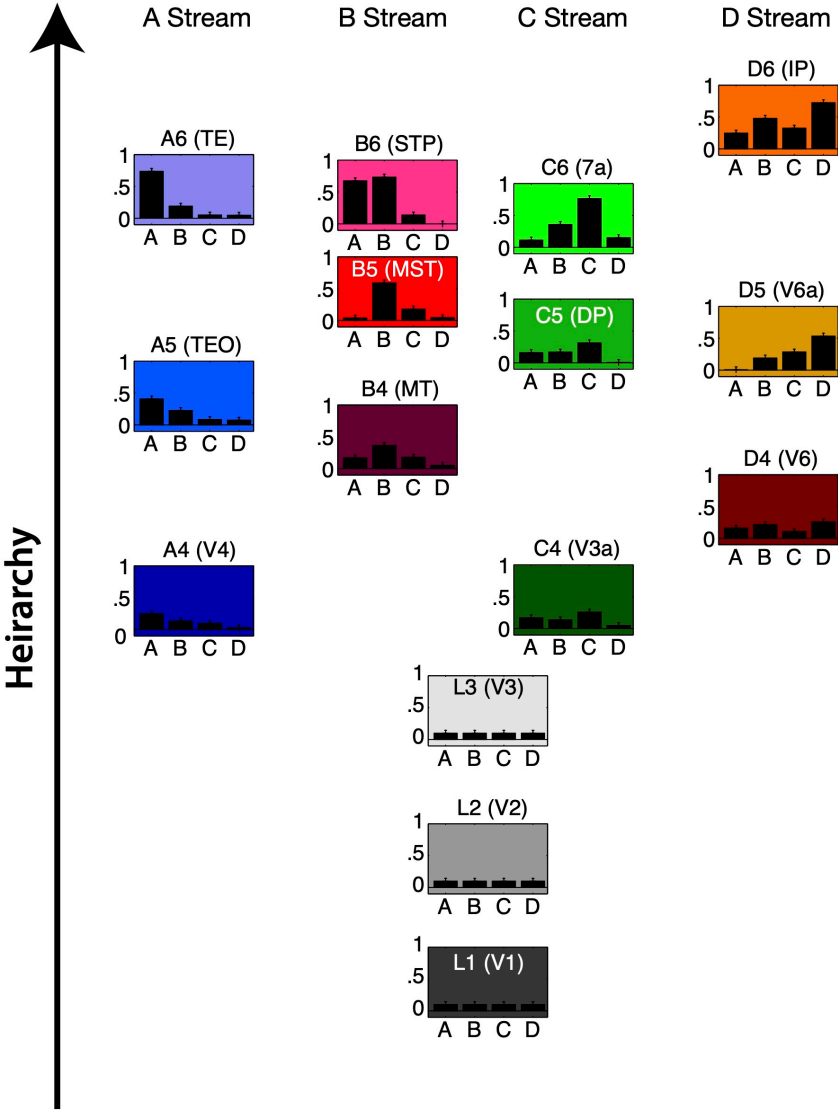 A Stream B Stream C Stream D Stream
Heirarchy
D6 (IP)
1
.5
0
A B C D
A6 (TE)
1
.5
0
A B C D
B6 (STP)
1
.5
0
A B C D
C6 (7a)
1
.5
0
A B C D
B5 (MST)
1
.5
0
A B C D
D5 (V6a)
1
.5
0
A B C D
C5 (DP)
1
.5
0
A B C D
A5 (TEO)
1
.5
0
A B C D
B4 (MT)
1
.5
0
A B C D
D4 (V6)
1
.5
0
A B C D
A4 (V4)
1
.5
0
A B C D
C4 (V3a)
1
.5
0
A B C D
L3 (V3)
1
.5
0
A B C D
L2 (V2)
1
.5
0
A B C D
L1 (V1)
1
.5
0
A B C D